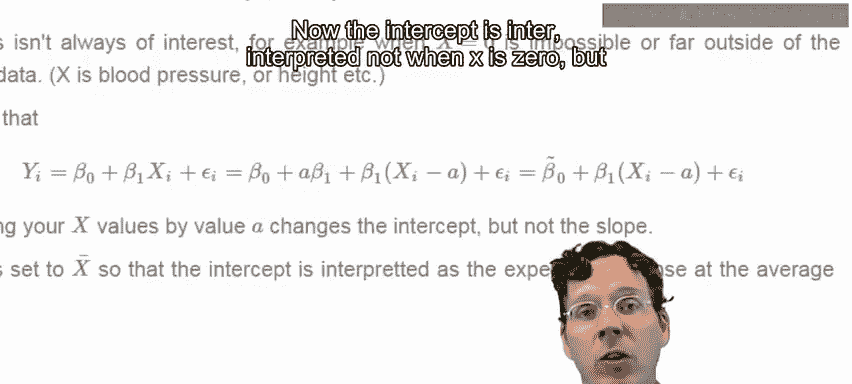 Now the intercept is inter,
s isn't always of interest, for example when X = 0 is impossible or far outside of the
interpreted not when x is zero, but
data. (X is blood pressure, or height etc.)
that
Yᵢ = β₀ + β₁Xᵢ + ϵᵢ = β₀ + aβ₁ + β₁(Xᵢ − a) + ϵᵢ = β̃₀ + β₁(Xᵢ − a) + ϵᵢ
ng your X values by value a changes the intercept, but not the slope.
s set to X̄ so that the intercept is interpretted as the expe nse at the average